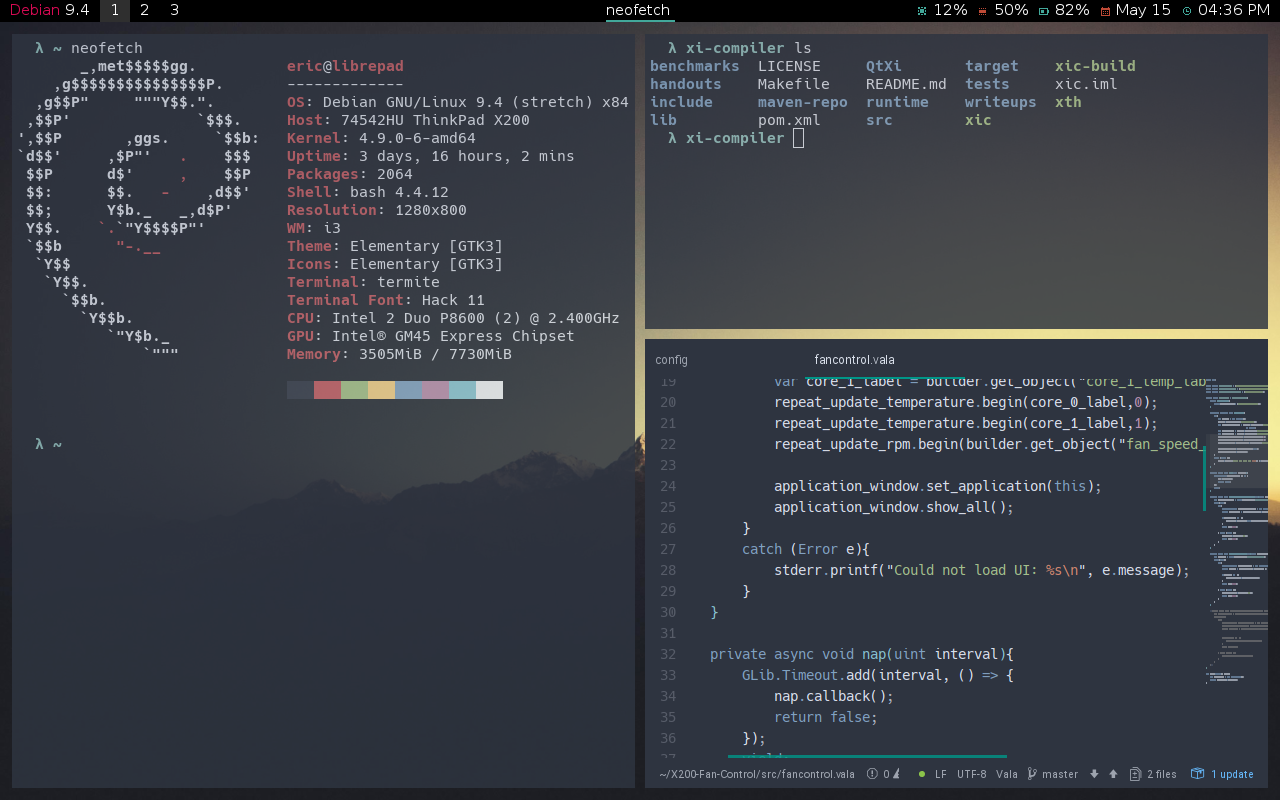 Debian 9.4 1 2 3 neofetch 12% 50% 82% May 15 04:36 PM
λ ~ neofetch
_,met$$$$$gg.
,g$$$$$$$$$$$$$$$P.
,g$$P" """Y$$.".
,$$P' `$$$.
',$$P ,ggs. `$$b:
`d$$' ,$P"' . $$$
$$P d$' , $$P
$$: $$. - ,d$$'
$$; Y$b._ _,d$P'
Y$$. `.`"Y$$$$P"'
`$$b "-.__
`Y$$
`Y$$.
`$$b.
`Y$$b.
`"Y$b._
`"""
eric@librepad
-------------
OS: Debian GNU/Linux 9.4 (stretch) x84
Host: 74542HU ThinkPad X200
Kernel: 4.9.0-6-amd64
Uptime: 3 days, 16 hours, 2 mins
Packages: 2064
Shell: bash 4.4.12
Resolution: 1280x800
WM: i3
Theme: Elementary [GTK3]
Icons: Elementary [GTK3]
Terminal: termite
Terminal Font: Hack 11
CPU: Intel 2 Duo P8600 (2) @ 2.400GHz
GPU: Intel® GM45 Express Chipset
Memory: 3505MiB / 7730MiB
λ ~
λ xi-compiler ls
benchmarks LICENSE QtXi target xic-build
handouts Makefile README.md tests xic.iml
include maven-repo runtime writeups xth
lib pom.xml src xic
λ xi-compiler
config fancontrol.vala
19 var core_1_label = builder.get_object("core_1_temp_lab
20 repeat_update_temperature.begin(core_0_label,0);
21 repeat_update_temperature.begin(core_1_label,1);
22 repeat_update_rpm.begin(builder.get_object("fan_speed_
23
24 application_window.set_application(this);
25 application_window.show_all();
26 }
27 catch (Error e){
28 stderr.printf("Could not load UI: %s\n", e.message);
29 }
30 }
31
32 private async void nap(uint interval){
33 GLib.Timeout.add(interval, () => {
34 nap.callback();
35 return false;
36 });
~/X200-Fan-Control/src/fancontrol.vala 0 LF UTF-8 Vala master 2 files 1 update